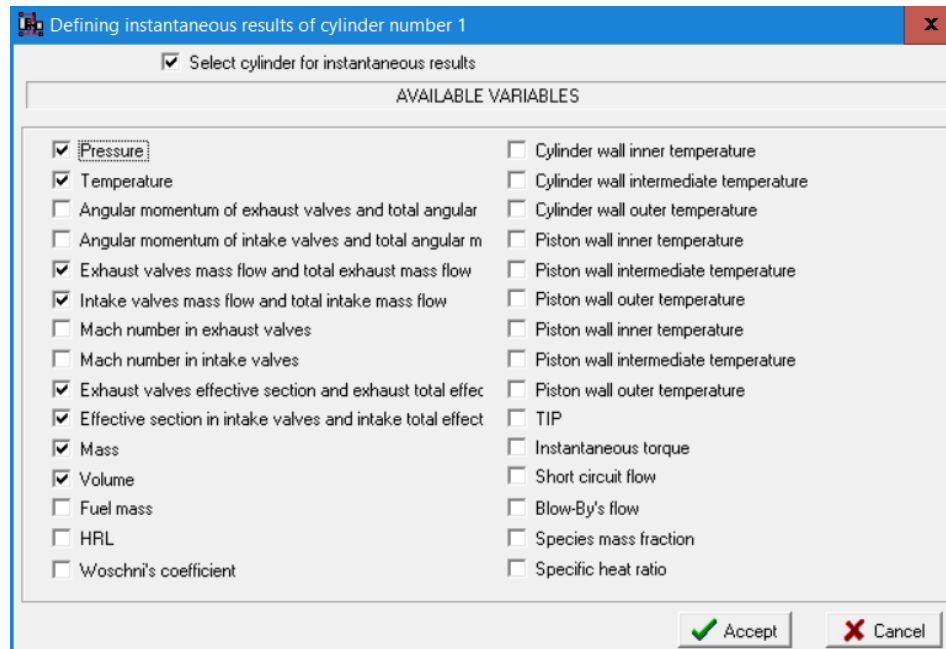 Defining instantaneous results of cylinder number 1
Select cylinder for instantaneous results
AVAILABLE VARIABLES
Pressure
Temperature
Angular momentum of exhaust valves and total angular
Angular momentum of intake valves and total angular m
Exhaust valves mass flow and total exhaust mass flow
Intake valves mass flow and total intake mass flow
Mach number in exhaust valves
Mach number in intake valves
Exhaust valves effective section and exhaust total effec
Effective section in intake valves and intake total effect
Mass
Volume
Fuel mass
HRL
Woschni's coefficient
Cylinder wall inner temperature
Cylinder wall intermediate temperature
Cylinder wall outer temperature
Piston wall inner temperature
Piston wall intermediate temperature
Piston wall outer temperature
Piston wall inner temperature
Piston wall intermediate temperature
Piston wall outer temperature
TIP
Instantaneous torque
Short circuit flow
Blow-By's flow
Species mass fraction
Specific heat ratio
Accept
Cancel